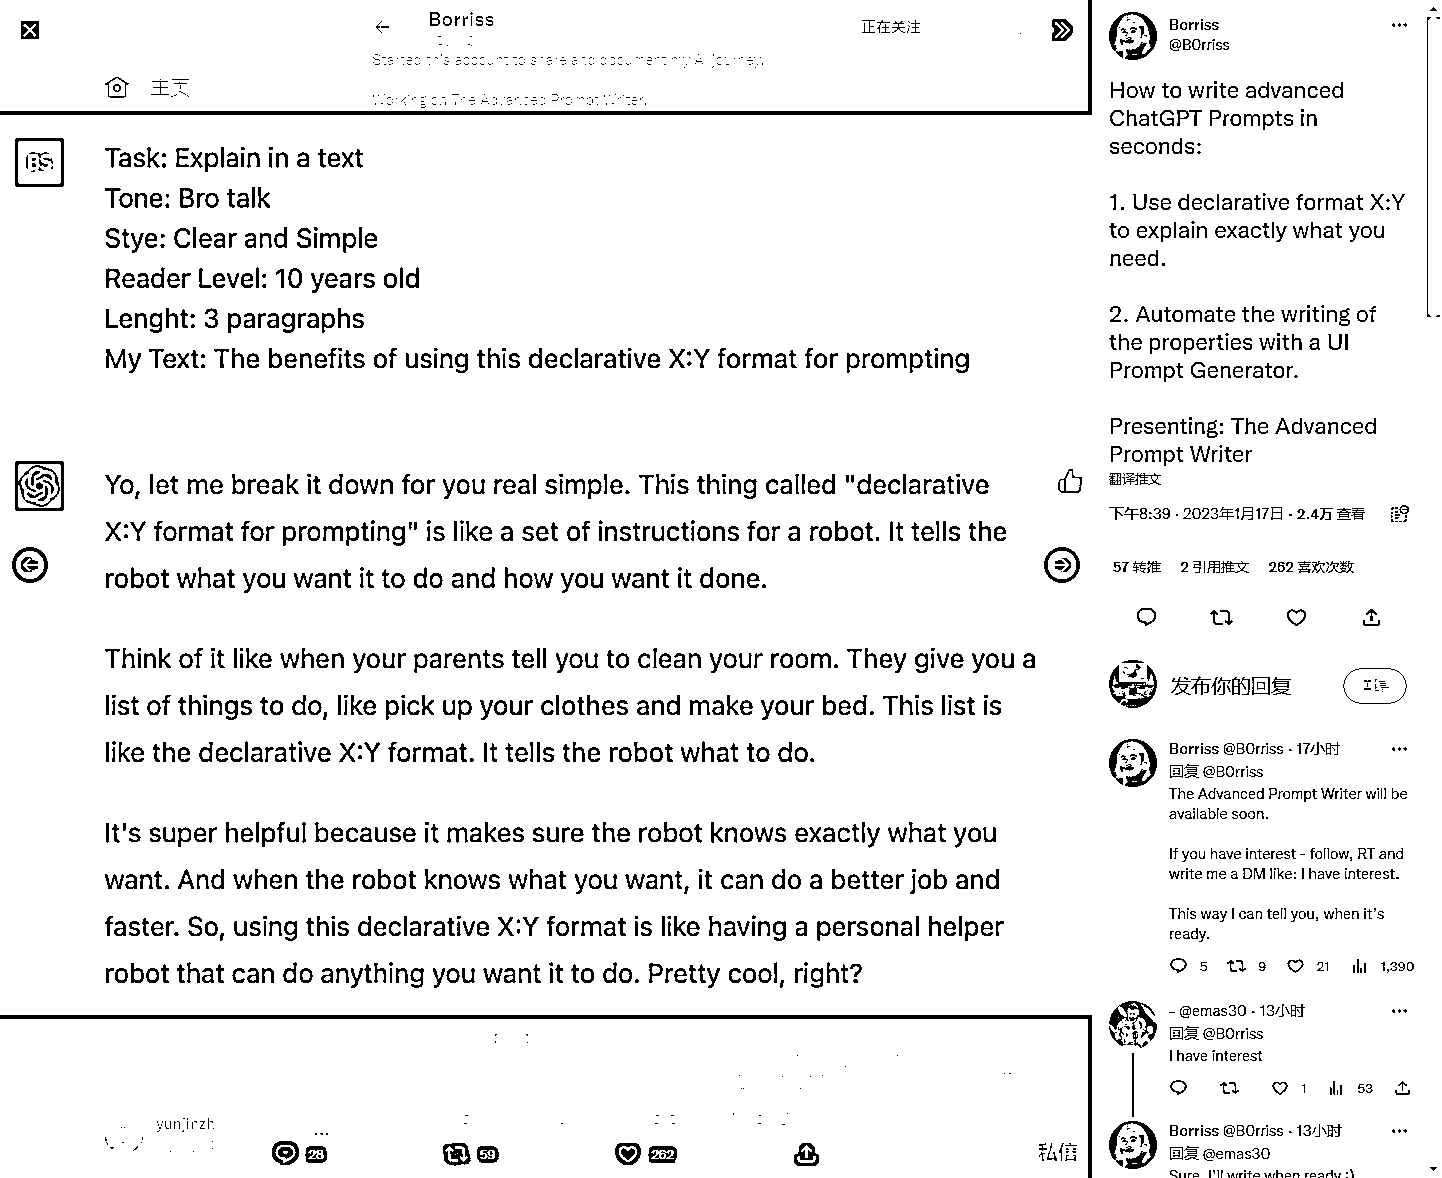 Borriss
正在关注
Started this account to share and document my AI journey.
主页
Working on The Advanced Prompt Writer.
BS
Task: Explain in a text
Tone: Bro talk
Stye: Clear and Simple
Reader Level: 10 years old
Lenght: 3 paragraphs
My Text: The benefits of using this declarative X:Y format for prompting
Yo, let me break it down for you real simple. This thing called "declarative
X:Y format for prompting" is like a set of instructions for a robot. It tells the
robot what you want it to do and how you want it done.
Think of it like when your parents tell you to clean your room. They give you a
list of things to do, like pick up your clothes and make your bed. This list is
like the declarative X:Y format. It tells the robot what to do.
It's super helpful because it makes sure the robot knows exactly what you
want. And when the robot knows what you want, it can do a better job and
faster. So, using this declarative X:Y format is like having a personal helper
robot that can do anything you want it to do. Pretty cool, right?
yunjinzh
...
28
59
262
私信
Borriss
@B0rriss
How to write advanced
ChatGPT Prompts in
seconds:
1. Use declarative format X:Y
to explain exactly what you
need.
2. Automate the writing of
the properties with a UI
Prompt Generator.
Presenting: The Advanced
Prompt Writer
翻译推文
下午8:39 · 2023年1月17日 · 2.4万 查看
57 转推 2 引用推文 262 喜欢次数
发布你的回复
Borriss @B0rriss · 17小时
回复 @B0rriss
The Advanced Prompt Writer will be
available soon.
If you have interest - follow, RT and
write me a DM like: I have interest.
This way I can tell you, when it's
ready.
5 9 21 1,390
- @emas30 · 13小时
回复 @B0rriss
I have interest
1 53
Borriss @B0rriss · 13小时
回复 @emas30
Sure, I'll write when ready :)